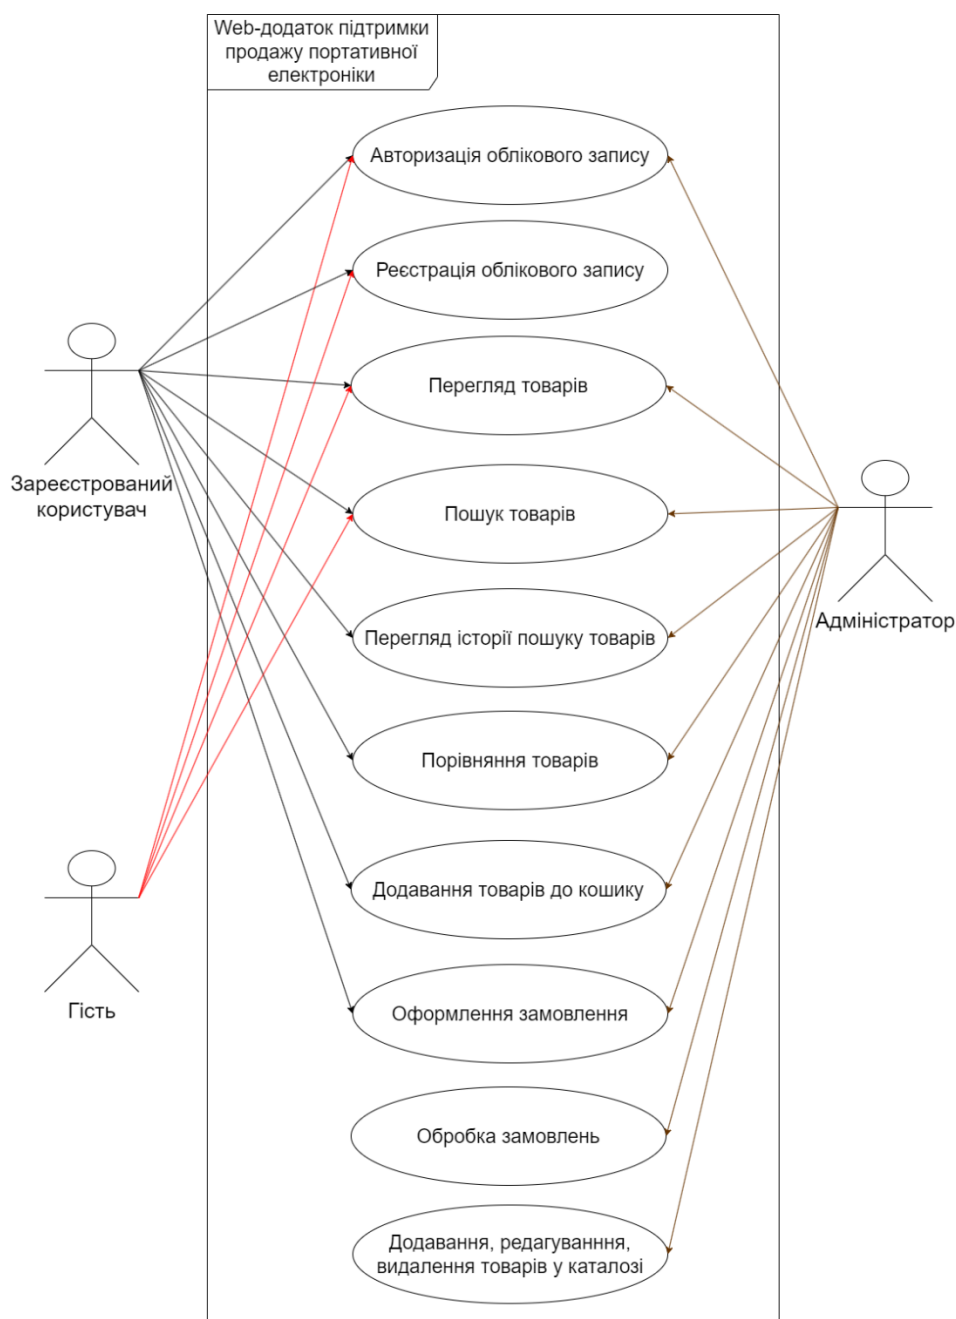 Web-додаток підтримки
продажу портативної
електроніки
Авторизація облікового запису
Реєстрація облікового запису
Перегляд товарів
Зареєстрований
користувач
Пошук товарів
Адміністратор
Перегляд історії пошуку товарів
Порівняння товарів
Додавання товарів до кошику
Гість
Оформлення замовлення
Обробка замовлень
Додавання, редагуванння,
видалення товарів у каталозі